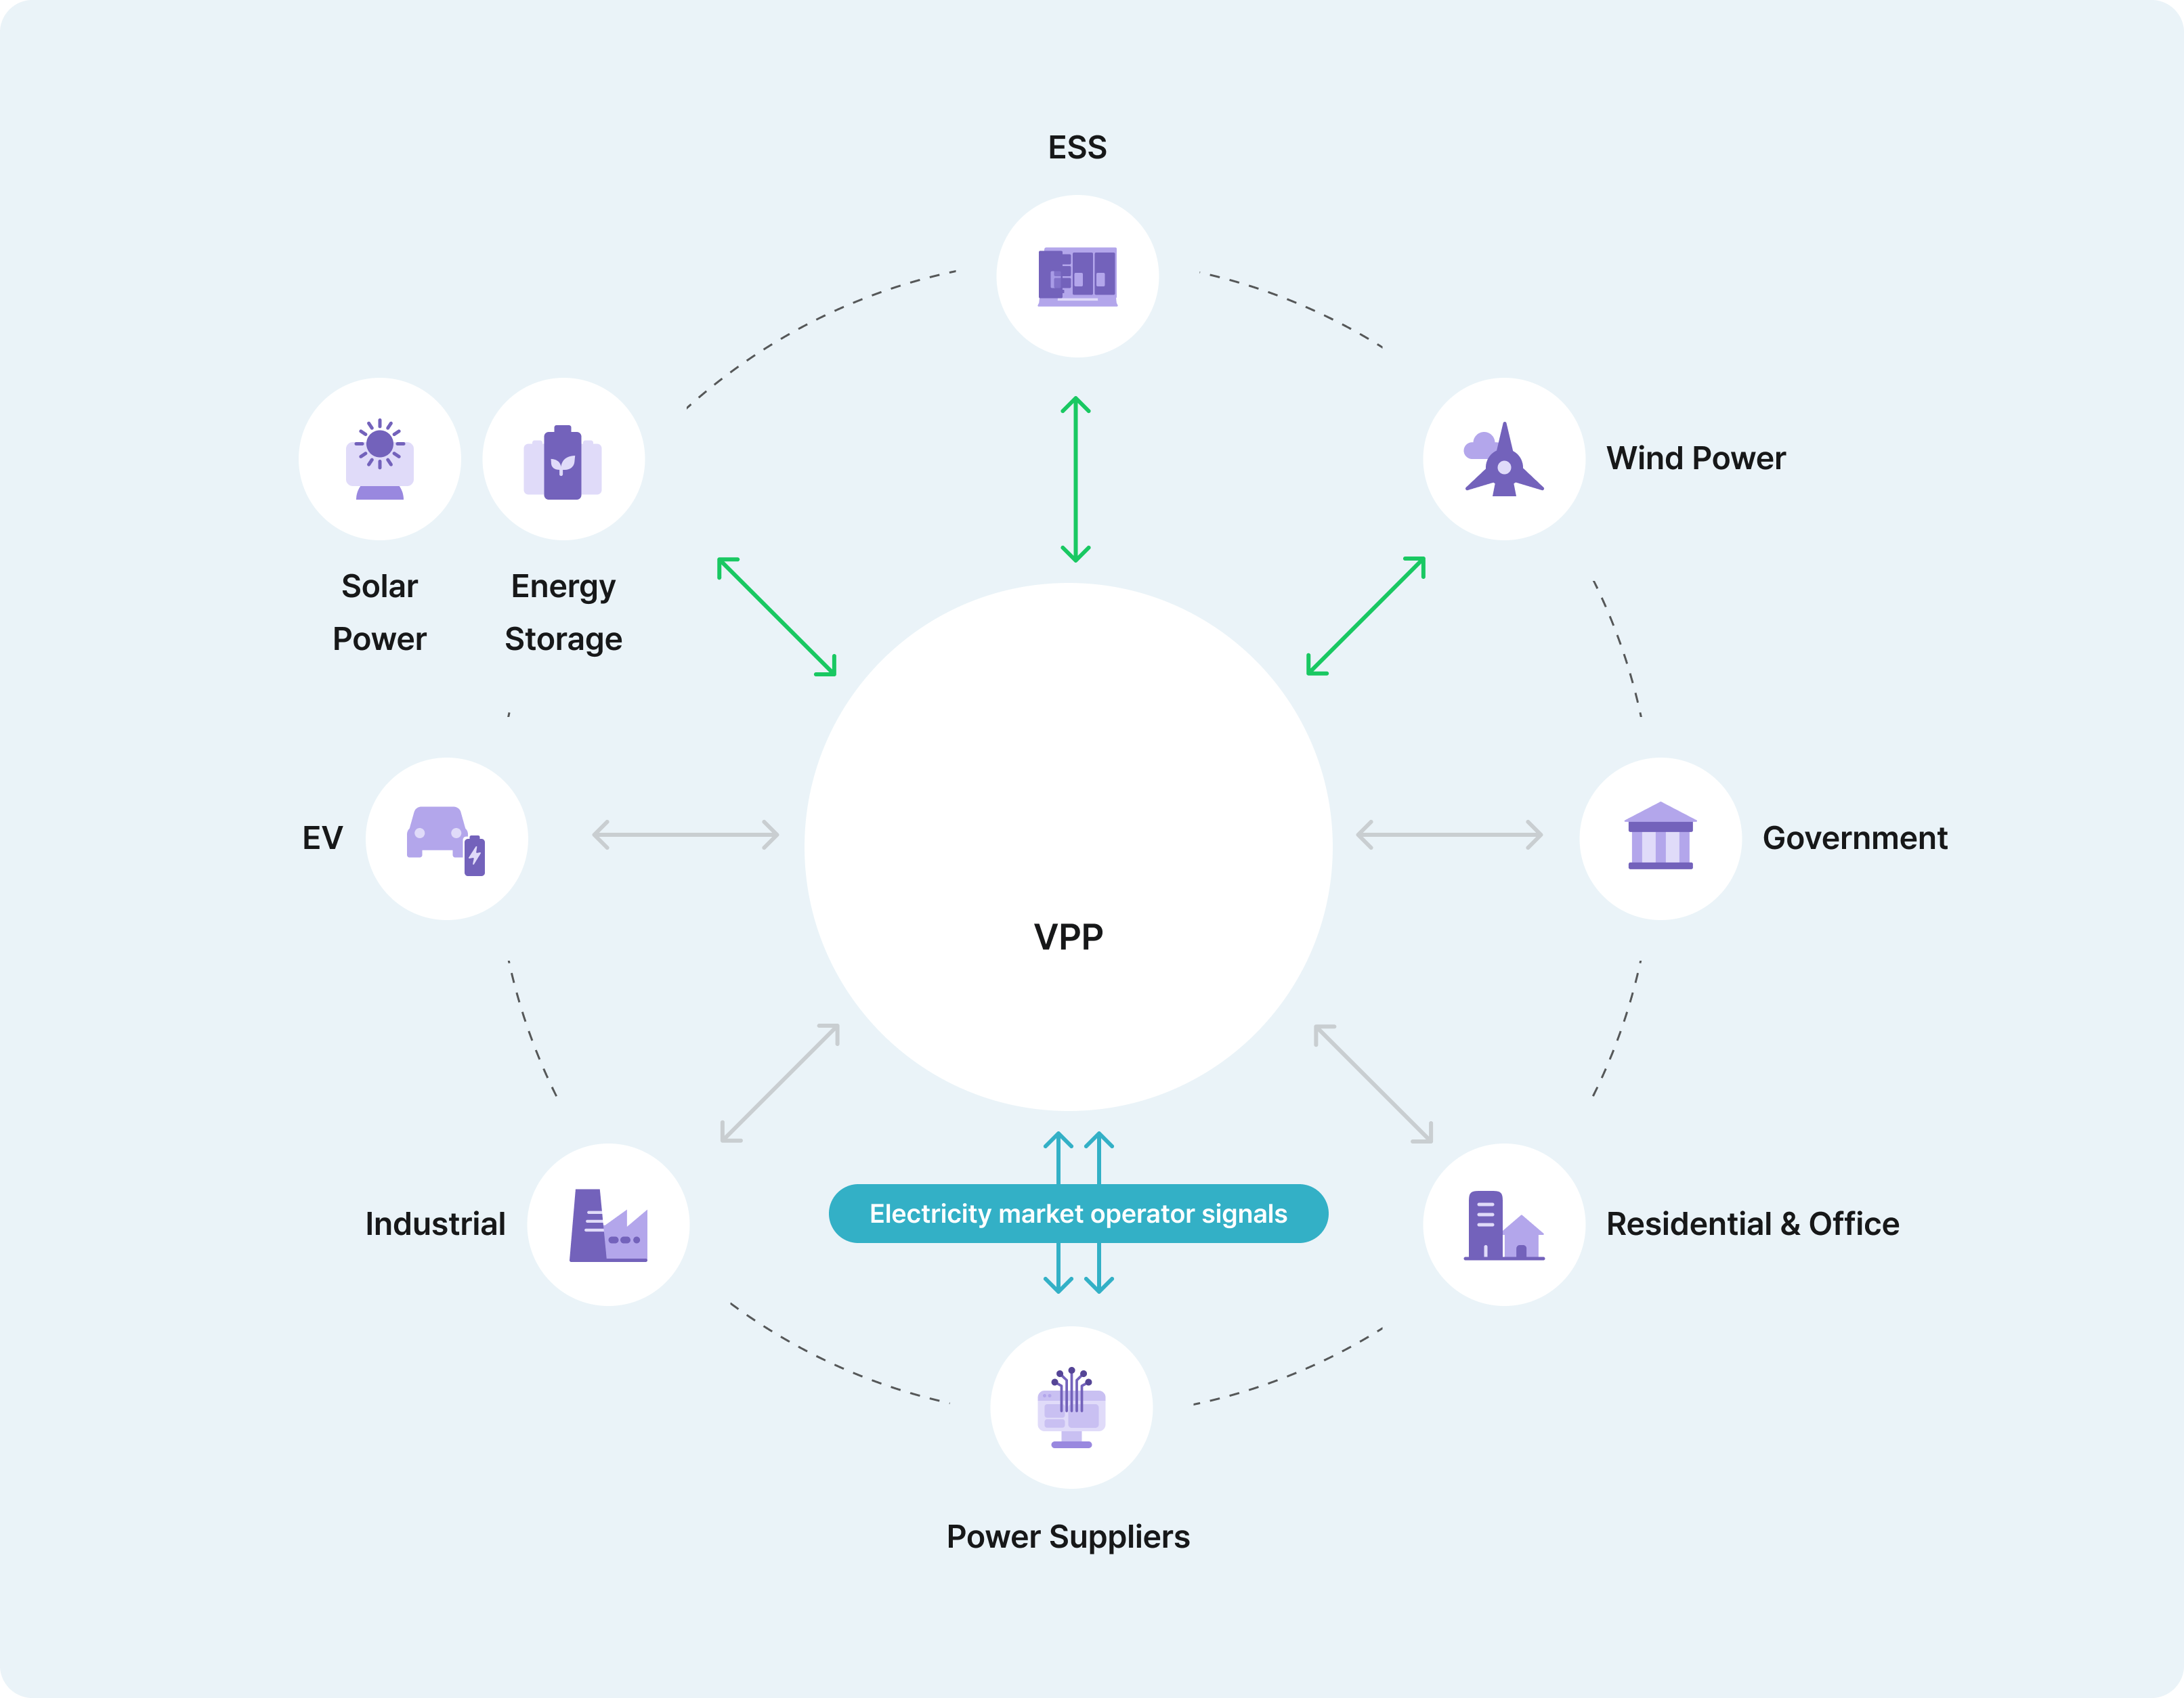 ESS
Wind Power
Solar
Power
Energy
Storage
EV
Government
VPP
Industrial
Electricity market operator signals
Residential & Office
Power Suppliers